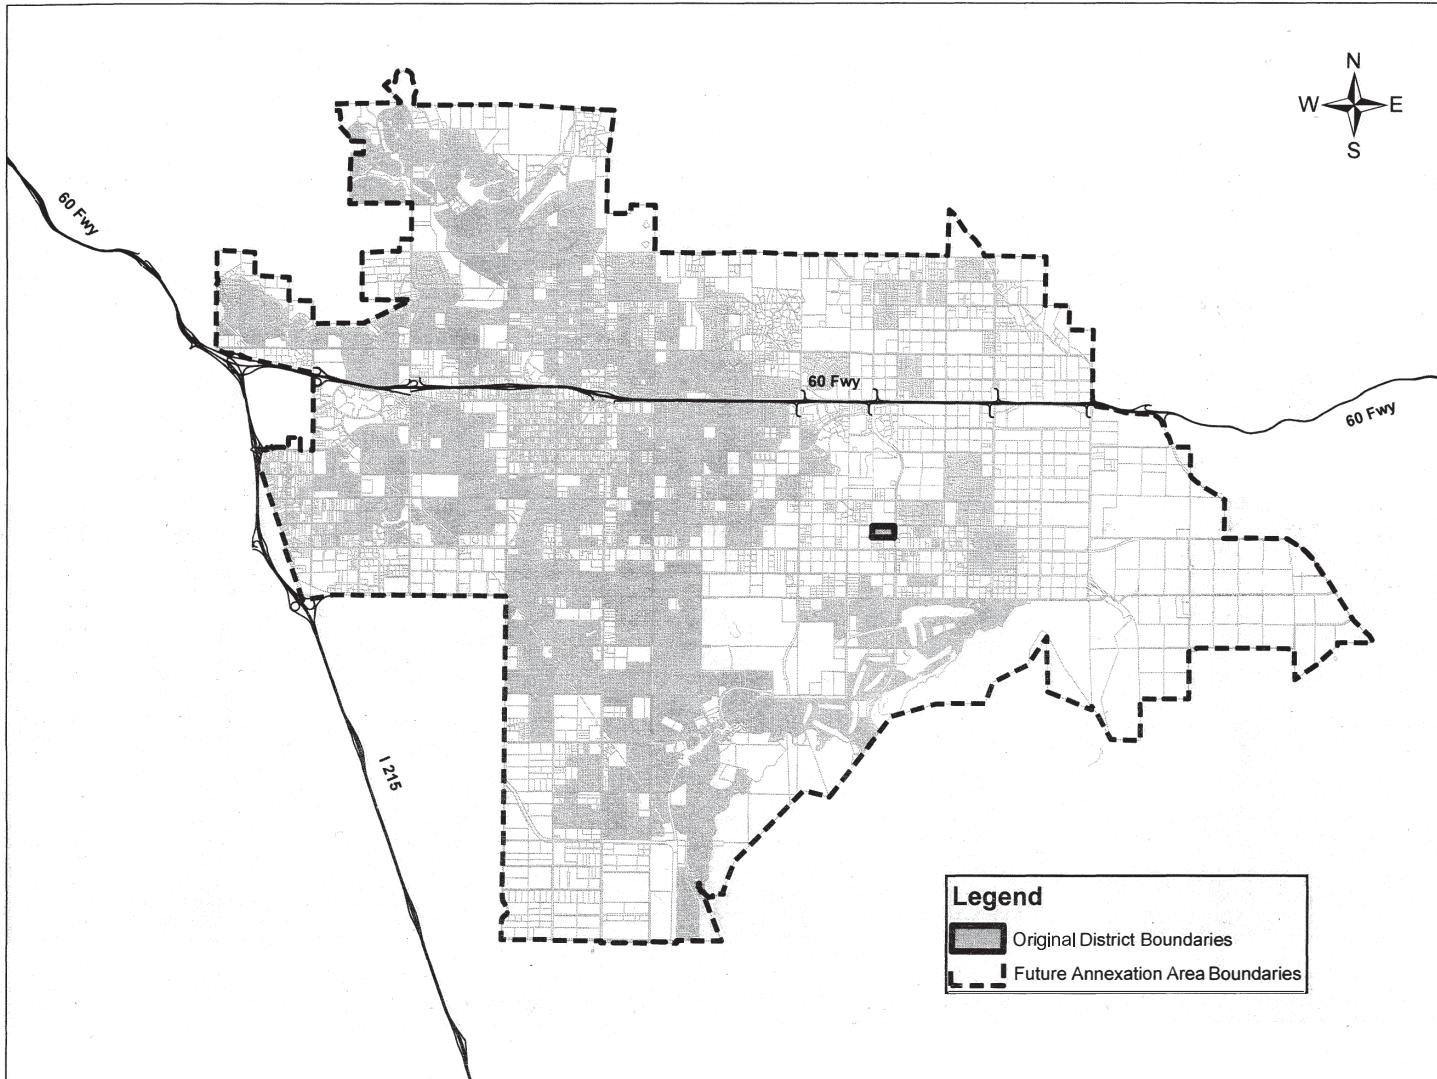 N
W E
S
60 Fwy
60 Fwy
60 Fwy
I 215
Legend
Original District Boundaries
Future Annexation Area Boundaries